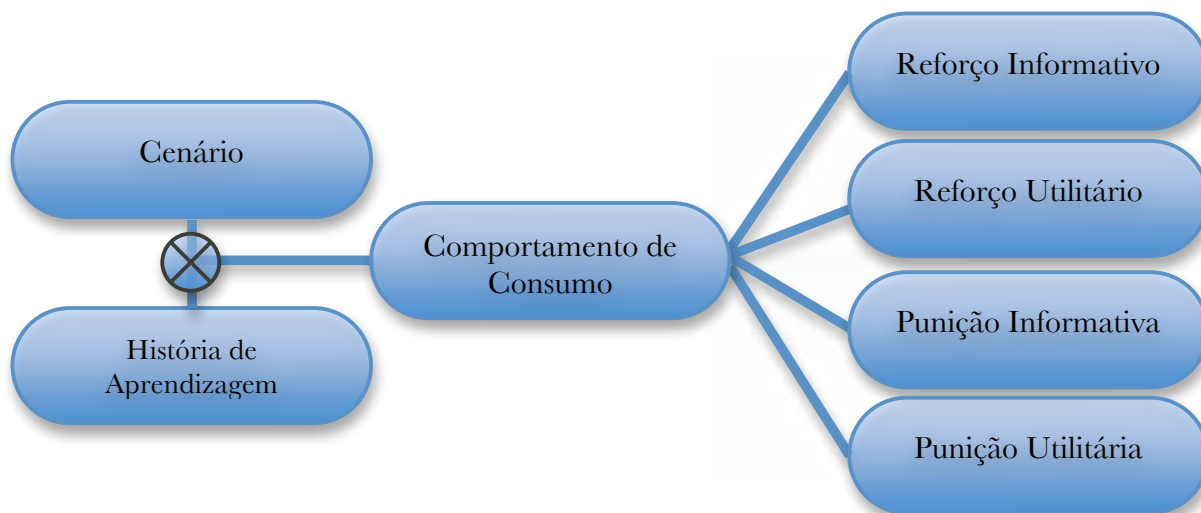 Cenário
História de
Aprendizagem
Comportamento de
Consumo
Reforço Informativo
Reforço Utilitário
Punição Informativa
Punição Utilitária